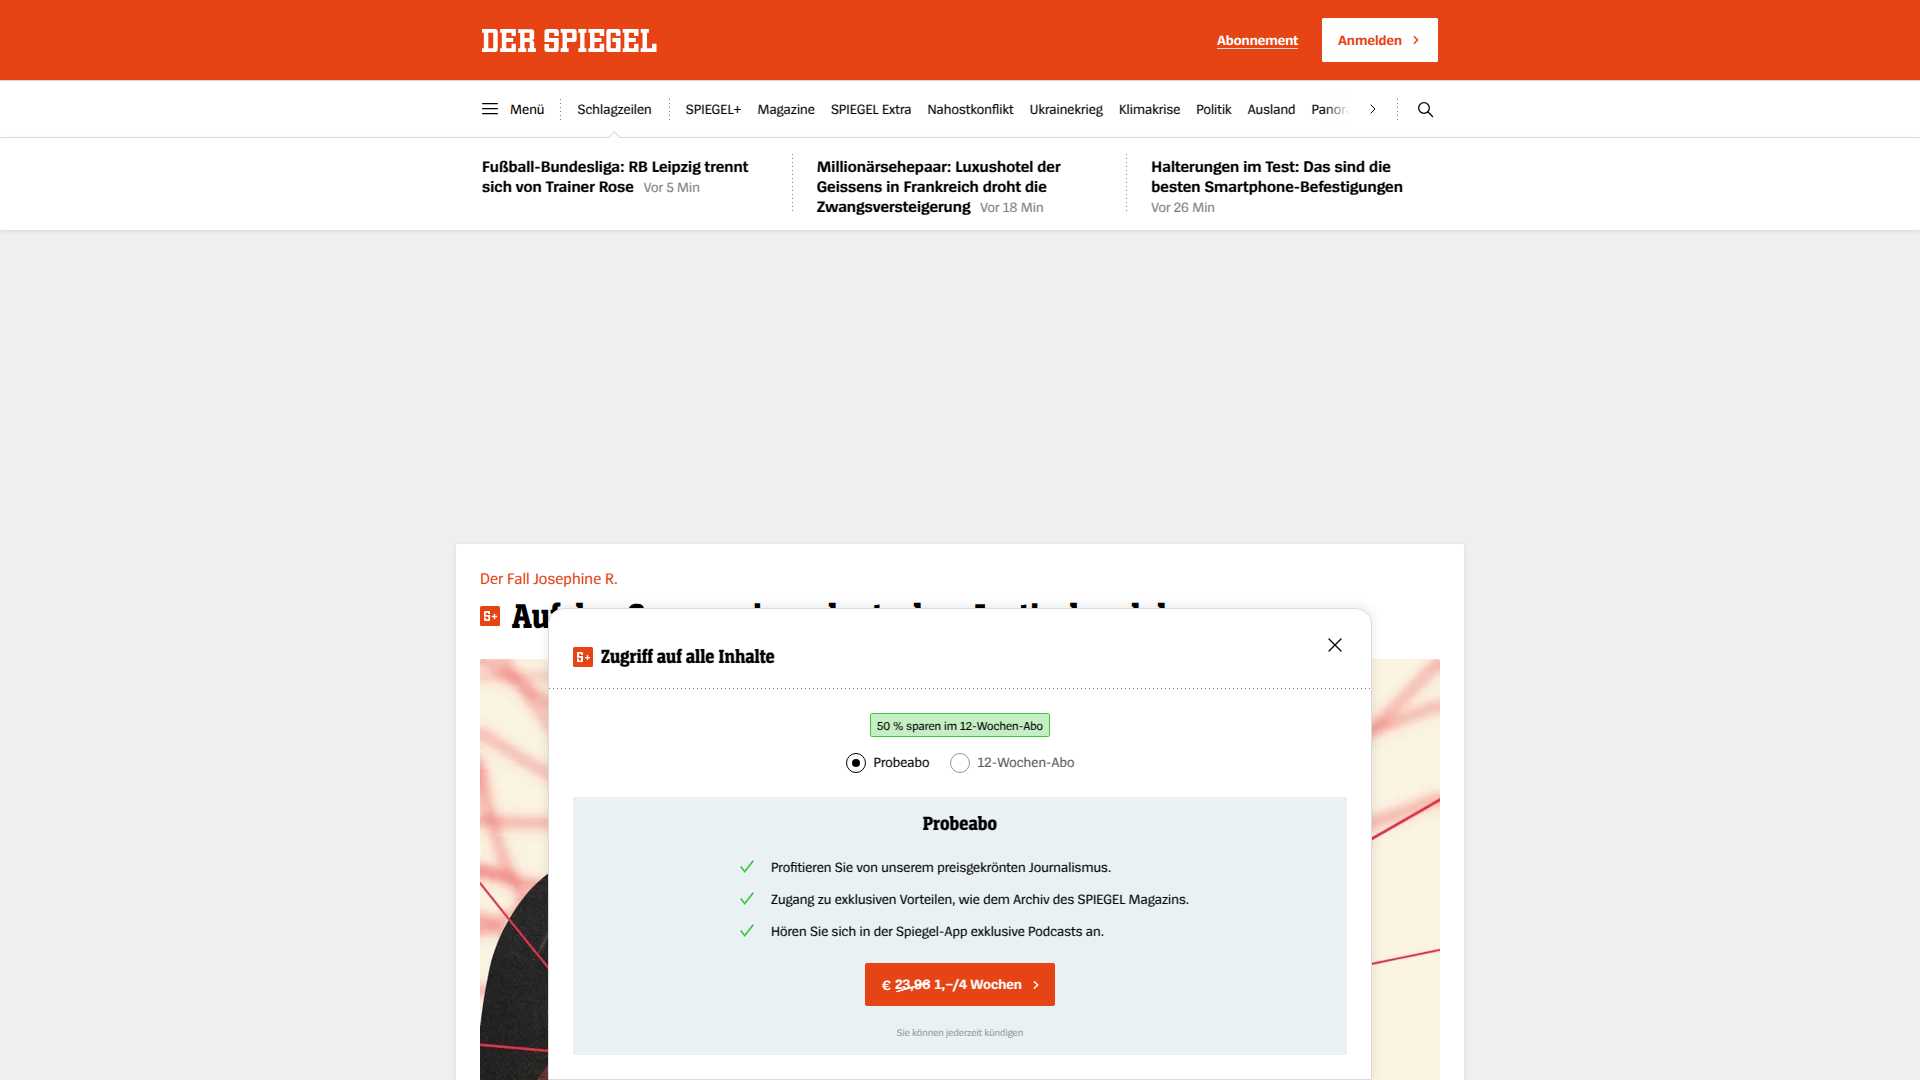 DER SPIEGEL
Abonnement
Anmelden
Menü
Schlagzeilen
SPIEGEL+
Magazine
SPIEGEL Extra
Nahostkonflikt
Ukrainekrieg
Klimakrise
Politik
Ausland
Fußball-Bundesliga: RB Leipzig trennt
sich von Trainer Rose Vor 5 Min
Millionärsehepaar: Luxushotel der
Geissens in Frankreich droht die
Zwangsversteigerung Vor 18 Min
Halterungen im Test: Das sind die
besten Smartphone-Befestigungen
Vor 26 Min
Der Fall Josephine R.
Zugriff auf alle Inhalte
50 % sparen im 12-Wochen-Abo
Probeabo
12-Wochen-Abo
Probeabo
Profitieren Sie von unserem preisgekrönten Journalismus.
Zugang zu exklusiven Vorteilen, wie dem Archiv des SPIEGEL Magazins.
Hören Sie sich in der Spiegel-App exklusive Podcasts an.
€ 23,96 1,–/4 Wochen
Sie können jederzeit kündigen